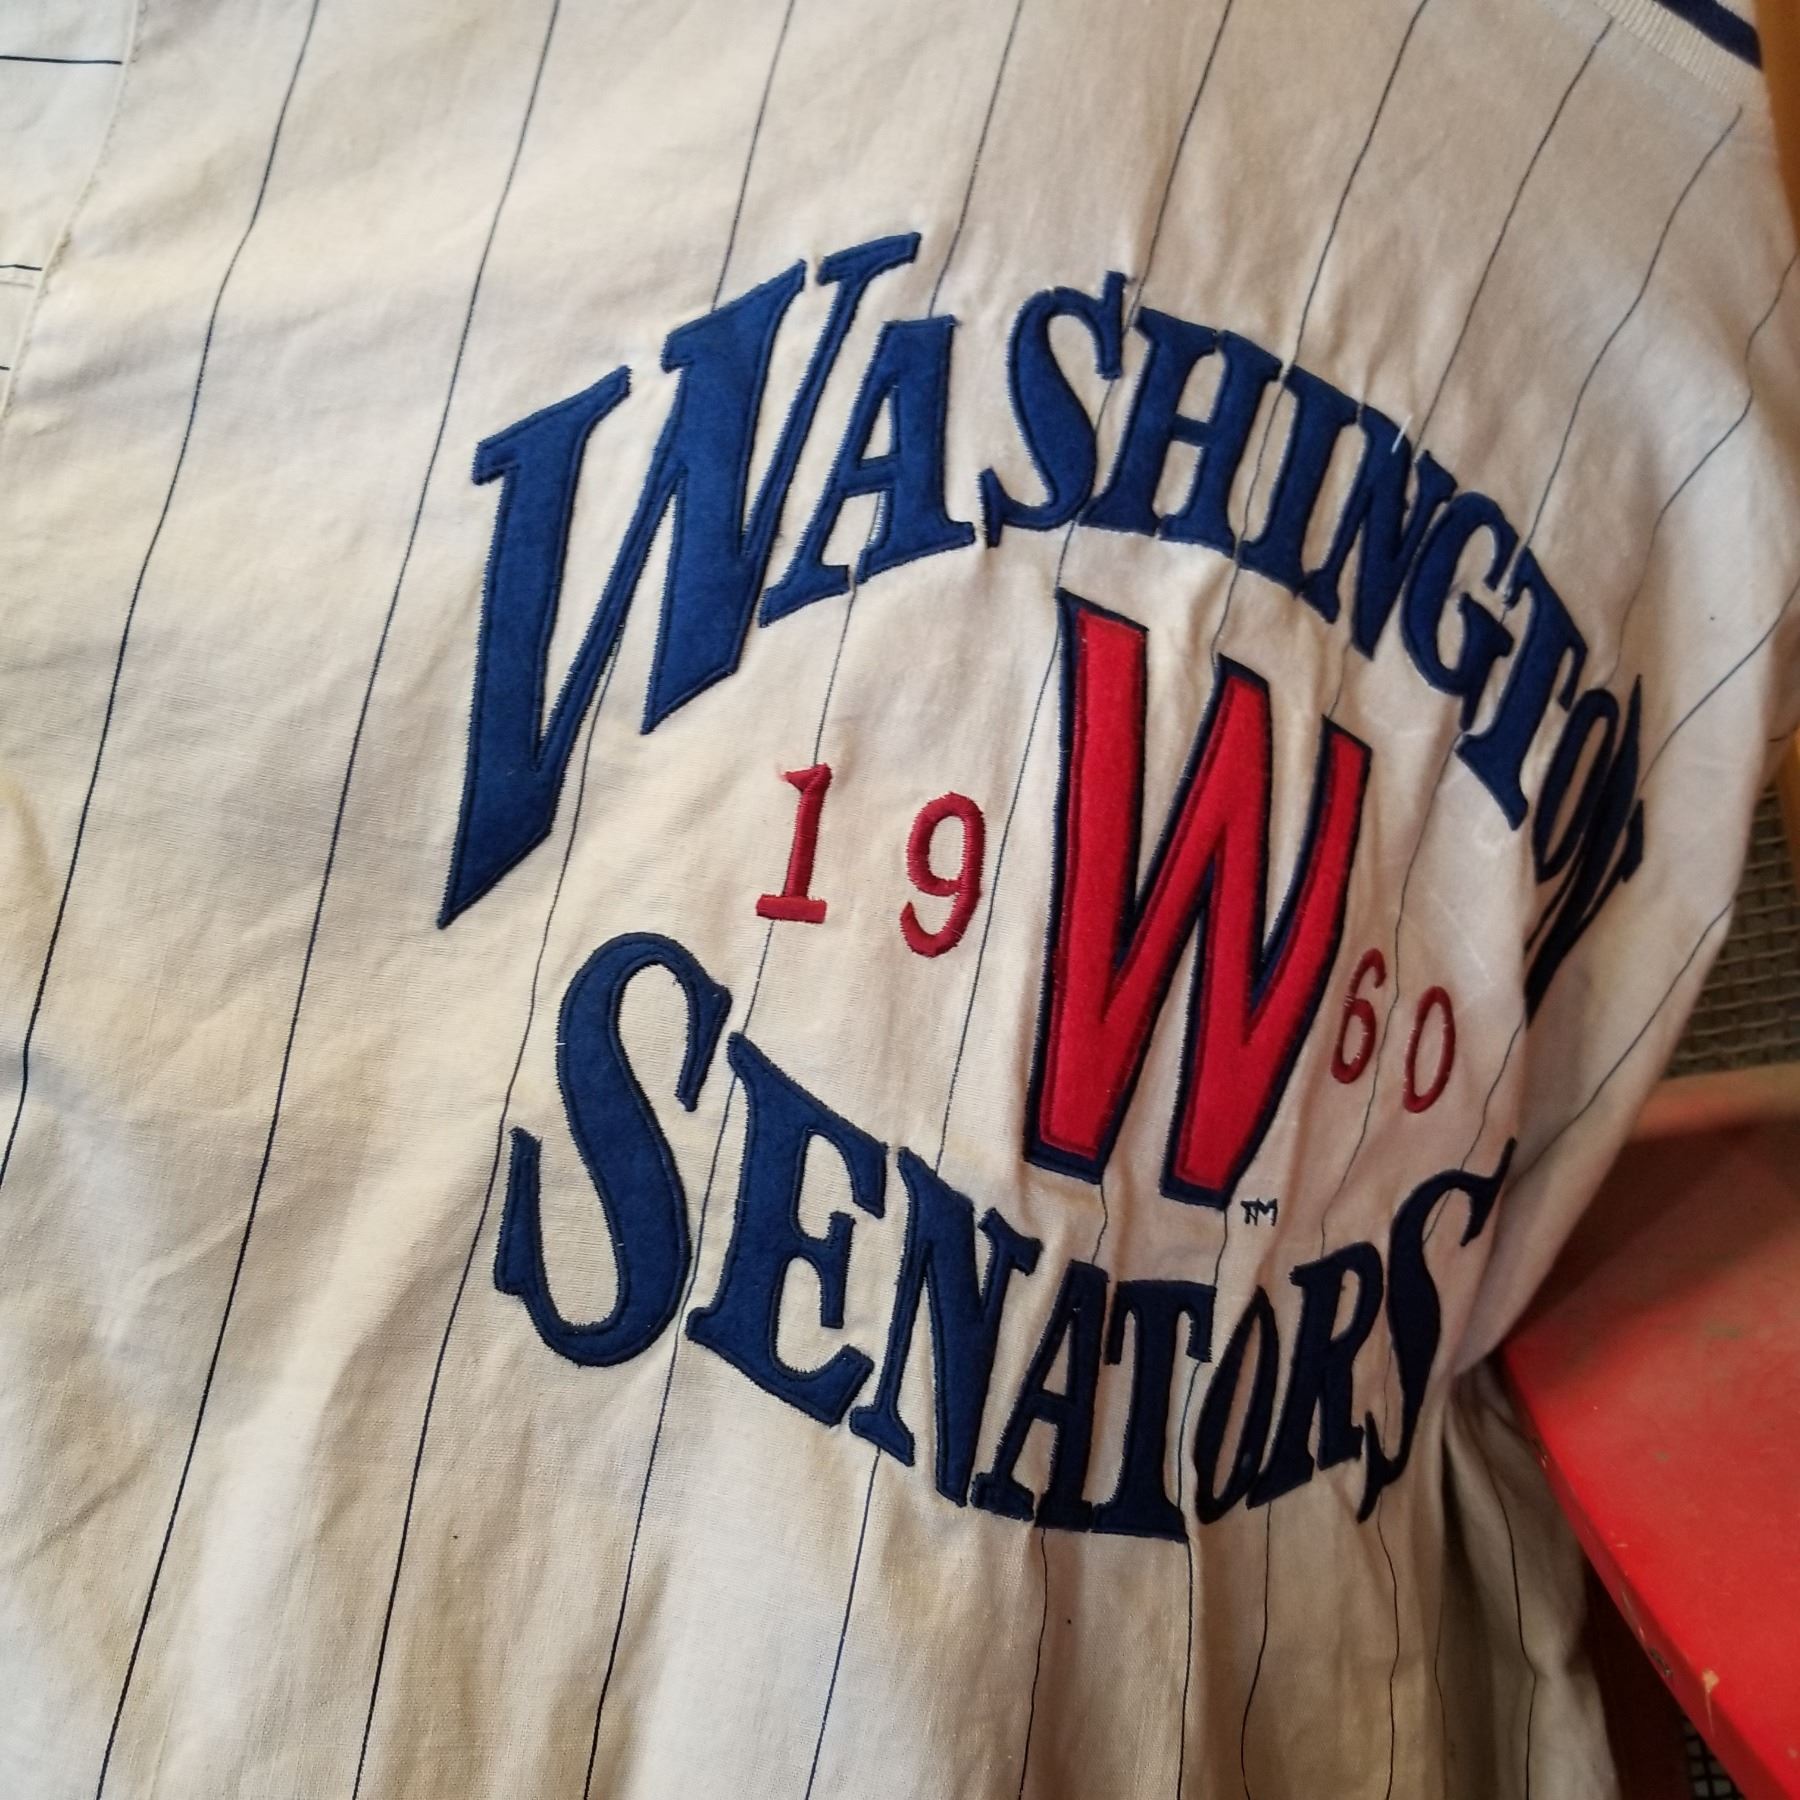 WASHINGTON
19 W 60
TM
SENATORS